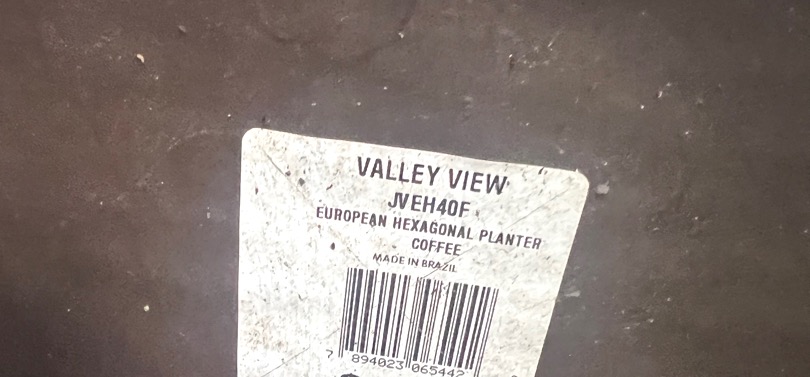 VALLEY VIEW
JVEH40F
EUROPEAN HEXAGONAL PLANTER
COFFEE
MADE IN BRAZIL
7 894023 065442